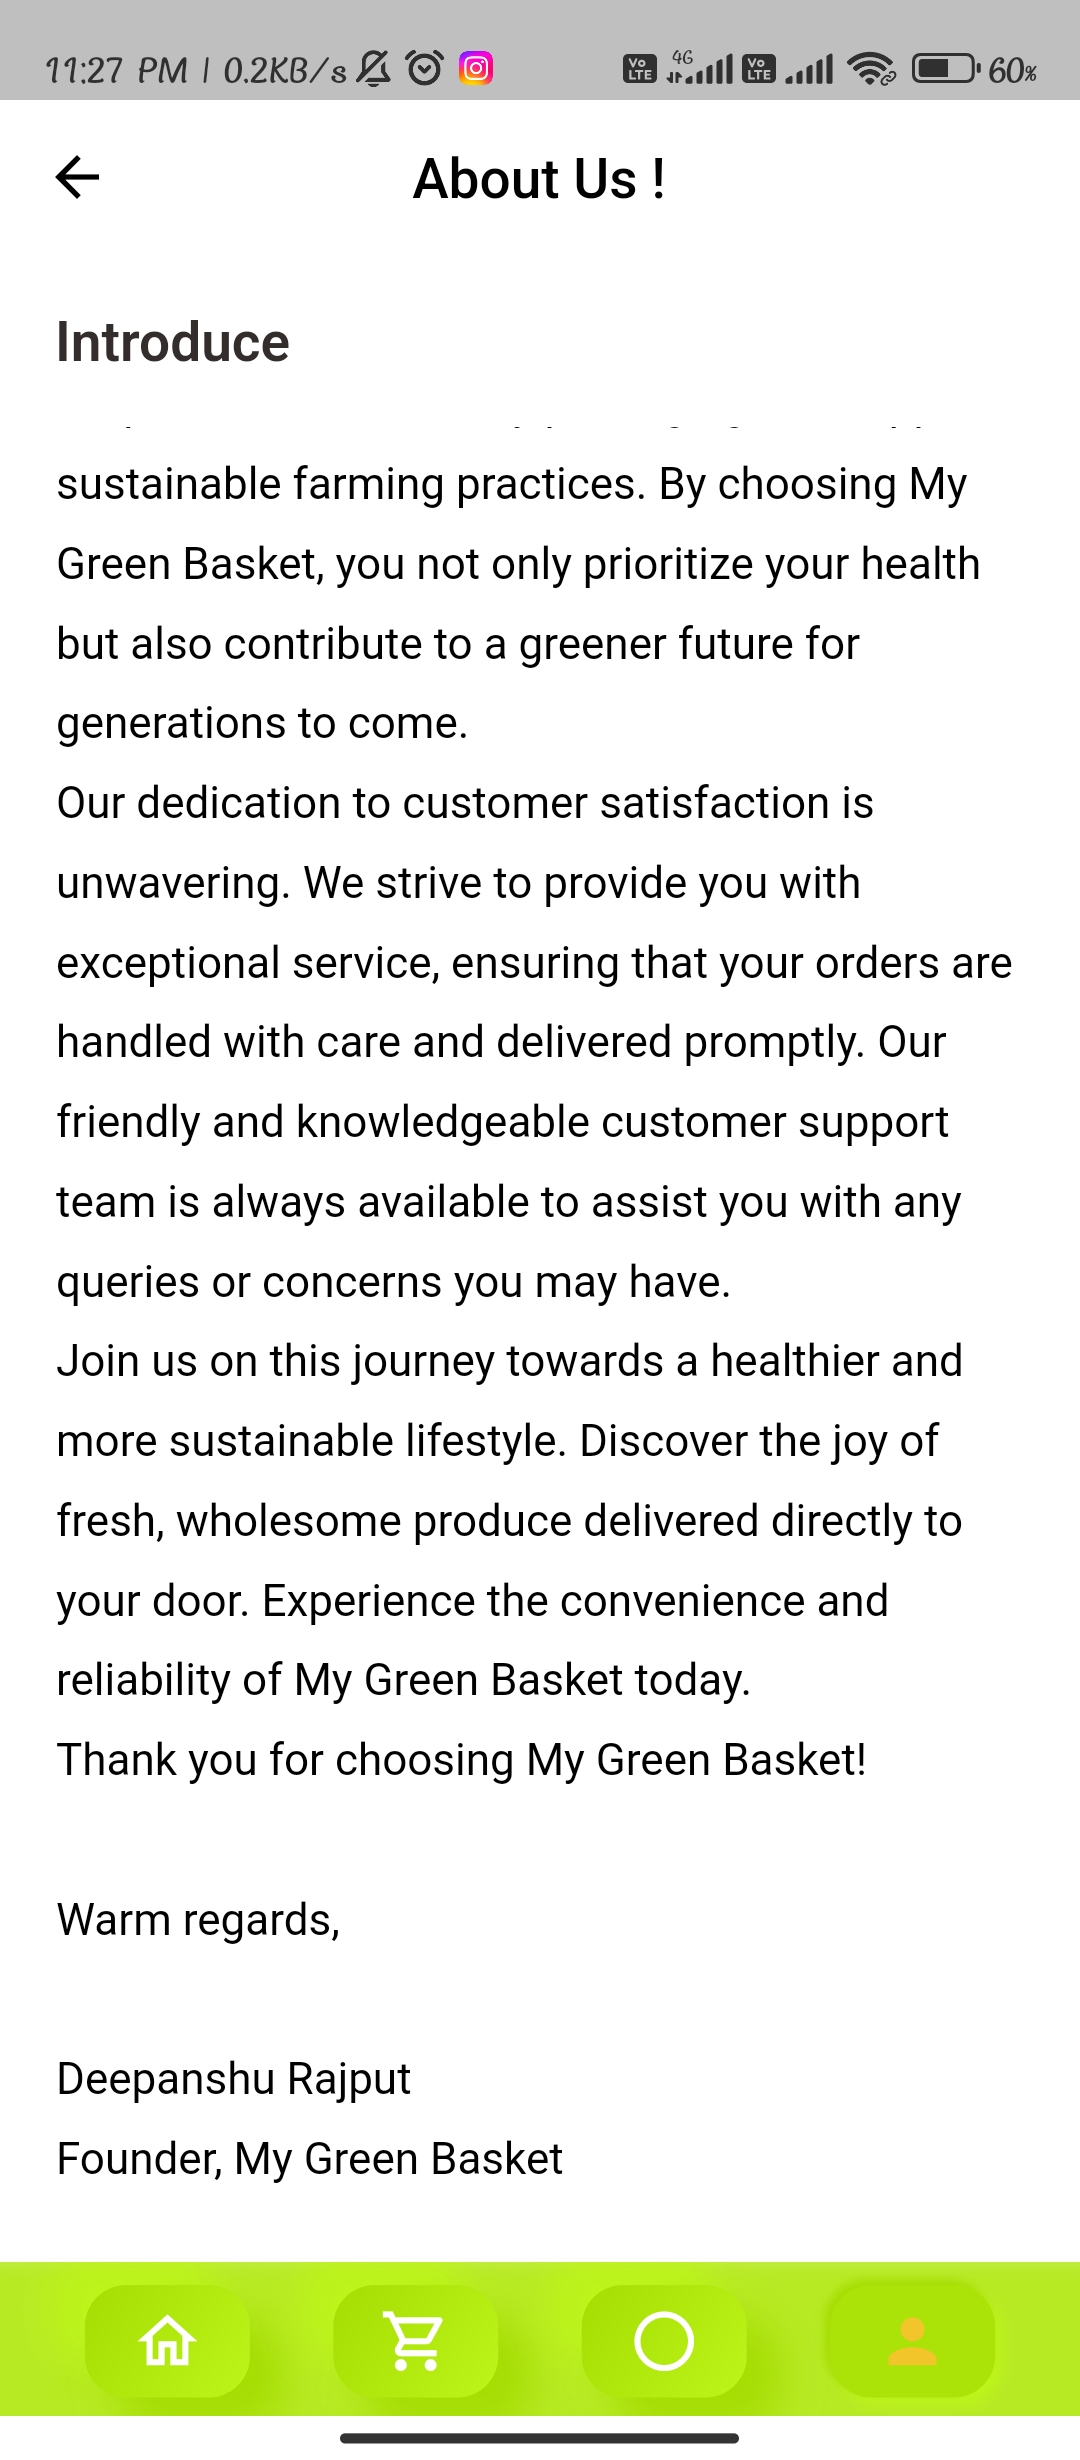 11:27 PM | 0.2KB/s Vo LTE 4G Vo LTE 60%
About Us !
Introduce
sustainable farming practices. By choosing My
Green Basket, you not only prioritize your health
but also contribute to a greener future for
generations to come.
Our dedication to customer satisfaction is
unwavering. We strive to provide you with
exceptional service, ensuring that your orders are
handled with care and delivered promptly. Our
friendly and knowledgeable customer support
team is always available to assist you with any
queries or concerns you may have.
Join us on this journey towards a healthier and
more sustainable lifestyle. Discover the joy of
fresh, wholesome produce delivered directly to
your door. Experience the convenience and
reliability of My Green Basket today.
Thank you for choosing My Green Basket!
Warm regards,
Deepanshu Rajput
Founder, My Green Basket